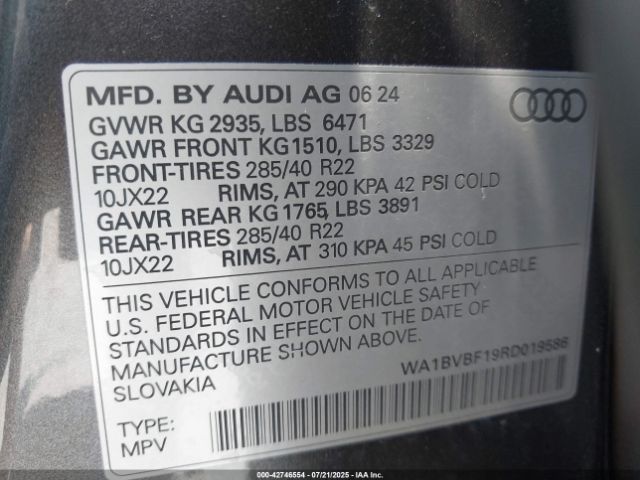 MFD. BY AUDI AG 06 24
GVWR KG 2935, LBS 6471
GAWR FRONT KG1510, LBS 3329
FRONT-TIRES 285/40 R22
10JX22 RIMS, AT 290 KPA 42 PSI COLD
GAWR REAR KG 1765, LBS 3891
REAR-TIRES 285/40 R22
10JX22 RIMS, AT 310 KPA 45 PSI COLD
THIS VEHICLE CONFORMS TO ALL APPLICABLE
U.S. FEDERAL MOTOR VEHICLE SAFETY
STANDARDS IN EFFECT ON THE DATE OF
MANUFACTURE SHOWN ABOVE.
SLOVAKIA
WA1BVBF19RD019586
TYPE:
MPV
000-42746554 - 07/21/2025 - IAA Inc.